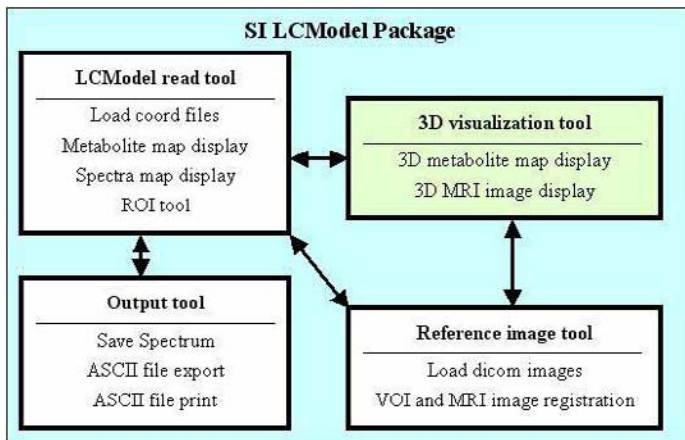 SI LCModel Package
LCModel read tool
Load coord files
Metabolite map display
Spectra map display
ROI tool
3D visualization tool
3D metabolite map display
3D MRI image display
Output tool
Save Spectrum
ASCII file export
ASCII file print
Reference image tool
Load dicom images
VOI and MRI image registration